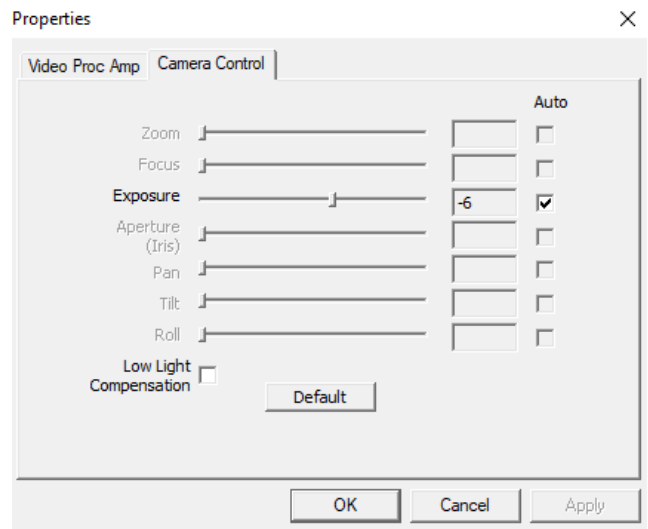 Properties
Video Proc Amp
Camera Control
Auto
Zoom
Focus
Exposure
-6
Aperture
(Iris)
Pan
Tilt
Roll
Low Light
Compensation
Default
OK
Cancel
Apply